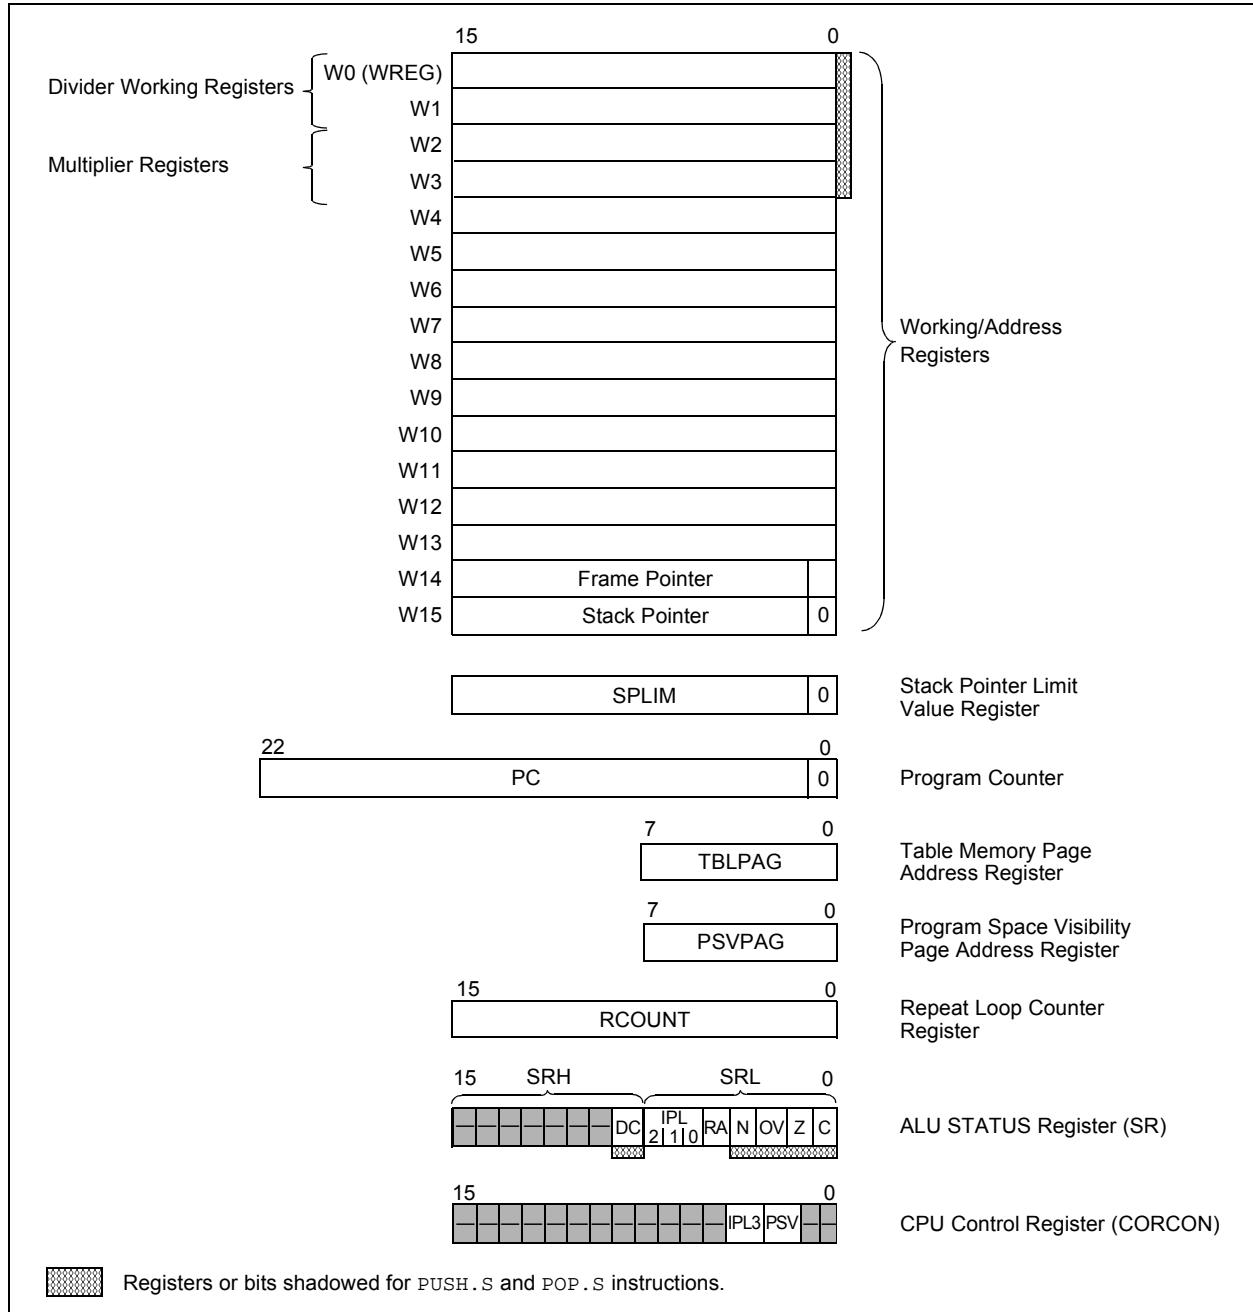 15 0
Divider Working Registers
Multiplier Registers
W0 (WREG)
W1
W2
W3
W4
W5
W6
W7
W8
W9
W10
W11
W12
W13
W14 Frame Pointer
W15 Stack Pointer 0
Working/Address
Registers
SPLIM 0
Stack Pointer Limit
Value Register
22 0
PC 0 Program Counter
7 0
TBLPAG
Table Memory Page
Address Register
7 0
PSVPAG
Program Space Visibility
Page Address Register
15 0
RCOUNT
Repeat Loop Counter
Register
15 SRH SRL 0
— — — — — — — DC IPL 2 1 0 RA N OV Z C ALU STATUS Register (SR)
15 0
— — — — — — — — — — — — IPL3 PSV — — CPU Control Register (CORCON)
Registers or bits shadowed for PUSH.S and POP.S instructions.